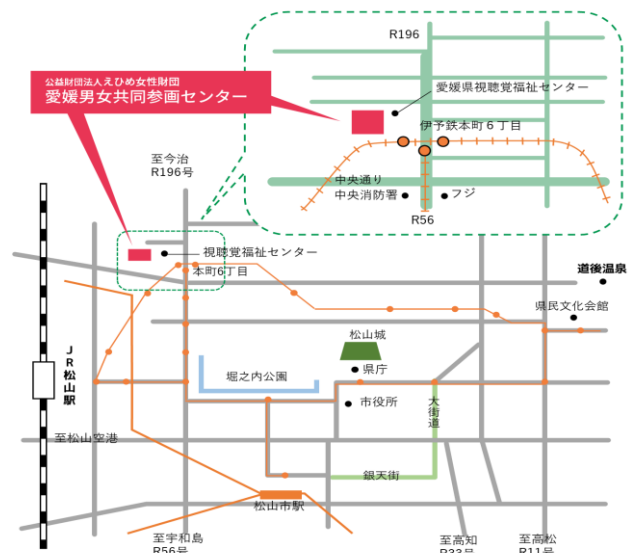 R196
公益財団法人えひめ女性財団
愛媛男女共同参画センター
愛媛県視聴覚福祉センター
伊予鉄本町6丁目
至今治
R196号
中央通り
中央消防署
フジ
R56
視聴覚福祉センター
本町6丁目
道後温泉
県民文化会館
松山城
JR松山駅
県庁
堀之内公園
市役所
大街道
至松山空港
銀天街
松山市駅
至宇和島
R56号
至高知
R33号
至高松
R11号